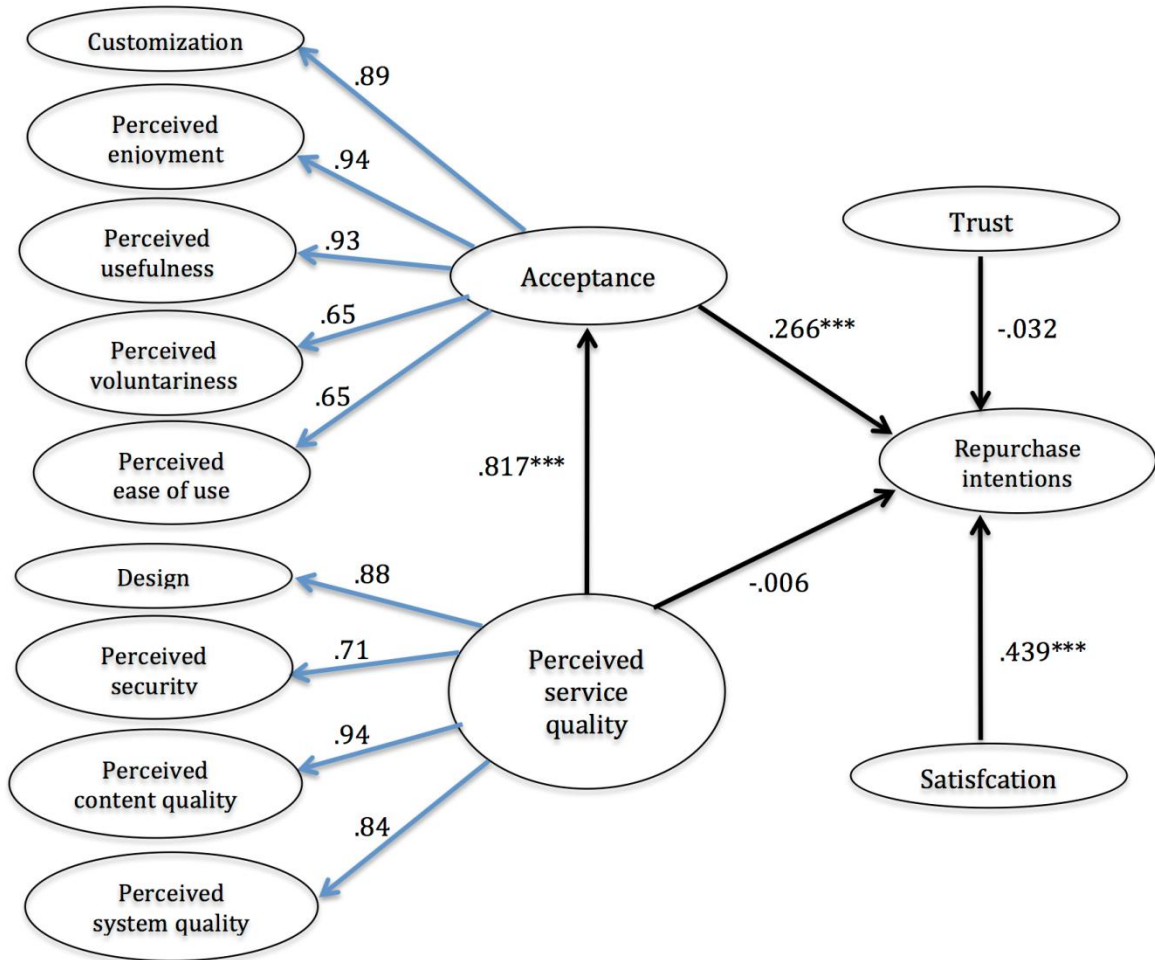 Customization
.89
Perceived
enjoyment
.94
Perceived
usefulness
.93
Perceived
voluntariness
.65
Perceived
ease of use
.65
Acceptance
.266***
Trust
-.032
Repurchase
intentions
.817***
-.006
.439***
Satisfcation
Design
.88
Perceived
security
.71
Perceived
content quality
.94
Perceived
system quality
.84
Perceived
service
quality